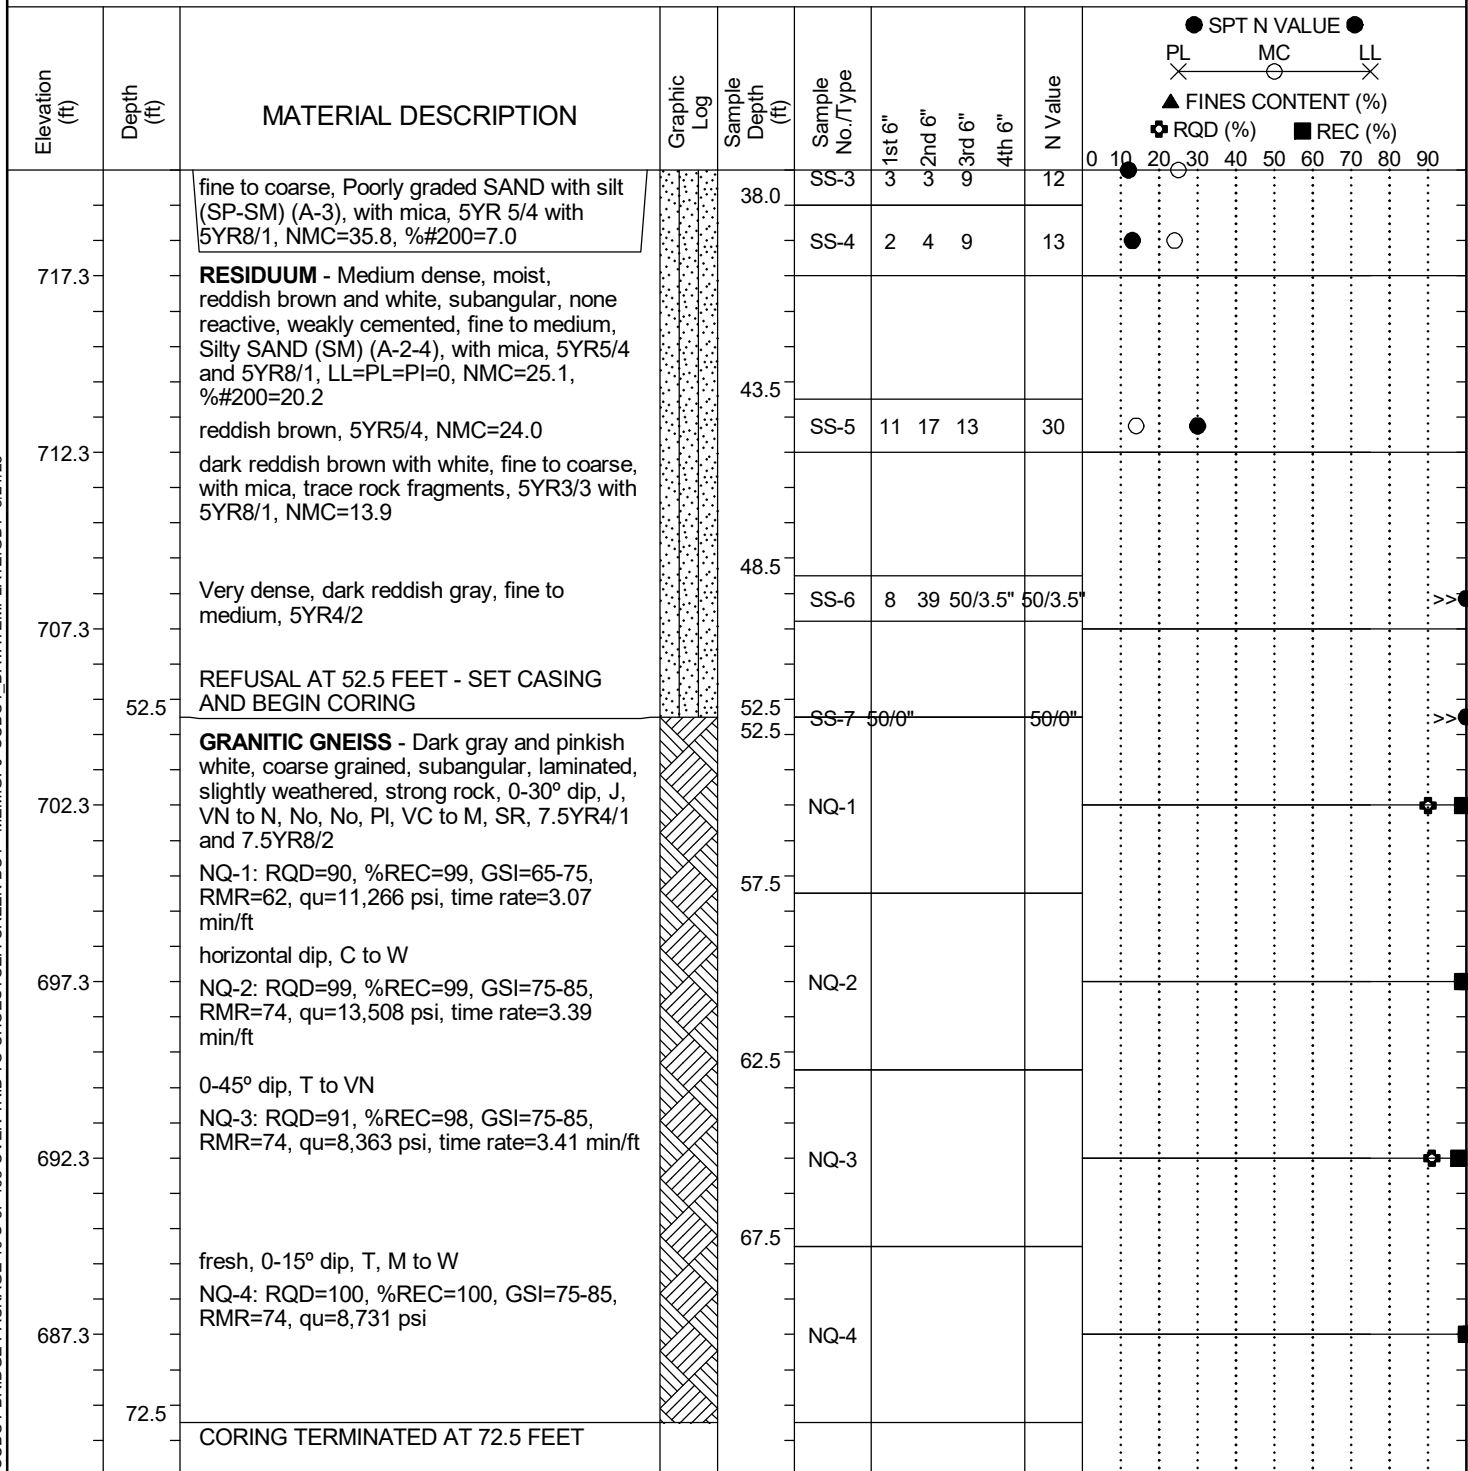 ● SPT N VALUE ●
PL MC LL
▲ FINES CONTENT (%)
RQD (%) ■ REC (%)
Elevation (ft)
Depth (ft)
MATERIAL DESCRIPTION
Graphic Log
Sample Depth (ft)
Sample No./Type
1st 6"
2nd 6"
3rd 6"
4th 6"
N Value
0 10 20 30 40 50 60 70 80 90
fine to coarse, Poorly graded SAND with silt
(SP-SM) (A-3), with mica, 5YR 5/4 with
5YR8/1, NMC=35.8, %#200=7.0
SS-3 3 3 9 12
38.0
SS-4 2 4 9 13
717.3
RESIDUUM - Medium dense, moist,
reddish brown and white, subangular, none
reactive, weakly cemented, fine to medium,
Silty SAND (SM) (A-2-4), with mica, 5YR5/4
and 5YR8/1, LL=PL=PI=0, NMC=25.1,
%#200=20.2
43.5
reddish brown, 5YR5/4, NMC=24.0
SS-5 11 17 13 30
712.3
dark reddish brown with white, fine to coarse,
with mica, trace rock fragments, 5YR3/3 with
5YR8/1, NMC=13.9
48.5
Very dense, dark reddish gray, fine to
medium, 5YR4/2
SS-6 8 39 50/3.5" 50/3.5" >>
707.3
REFUSAL AT 52.5 FEET - SET CASING
AND BEGIN CORING
52.5
52.5
SS-7 50/0" 50/0" >>
52.5
GRANITIC GNEISS - Dark gray and pinkish
white, coarse grained, subangular, laminated,
slightly weathered, strong rock, 0-30º dip, J,
VN to N, No, No, Pl, VC to M, SR, 7.5YR4/1
and 7.5YR8/2
702.3
NQ-1
NQ-1: RQD=90, %REC=99, GSI=65-75,
RMR=62, qu=11,266 psi, time rate=3.07
min/ft
57.5
horizontal dip, C to W
697.3
NQ-2: RQD=99, %REC=99, GSI=75-85,
RMR=74, qu=13,508 psi, time rate=3.39
min/ft
NQ-2
62.5
0-45º dip, T to VN
NQ-3: RQD=91, %REC=98, GSI=75-85,
RMR=74, qu=8,363 psi, time rate=3.41 min/ft
692.3
NQ-3
67.5
fresh, 0-15º dip, T, M to W
NQ-4: RQD=100, %REC=100, GSI=75-85,
RMR=74, qu=8,731 psi
687.3
NQ-4
72.5
CORING TERMINATED AT 72.5 FEET